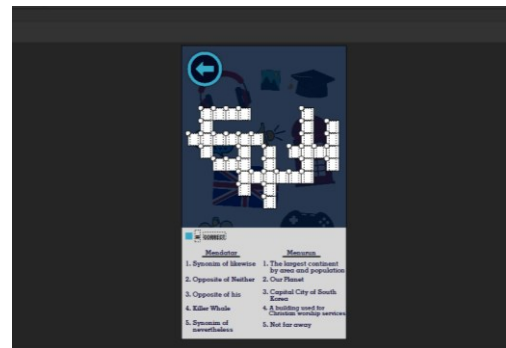 Mendatar
1. Synonim of likewise
2. Opposite of Neither
3. Opposite of his
4. Killer Whale
5. Synonim of
nevertheless
Menurun
1. The largest continent
by area and population
2. Our Planet
3. Capital City of South
Korea
4. A building used for
Christian worship services
5. Not far away